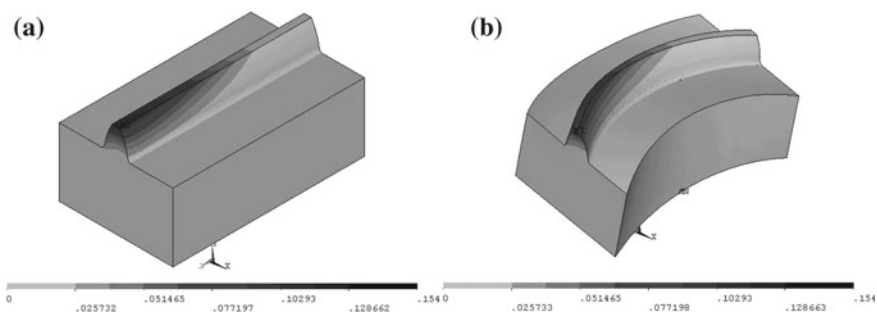 (a)
(b)
X
X
0 .051465 .10293 .154
.025732 .077197 .128662
0 .051465 .10293 .154
.025733 .077198 .128663